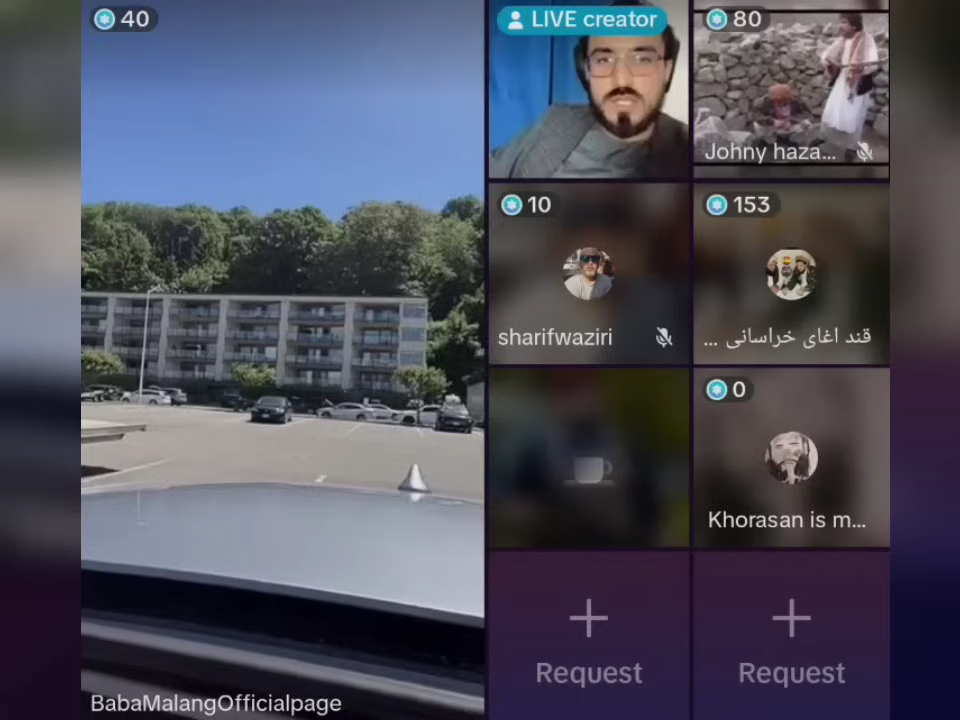 40
LIVE creator
80
Johny haza...
10
153
sharifwaziri
قند اغای خراسانی ...
0
Khorasan is m...
Request
Request
BabaMalangOfficialpage